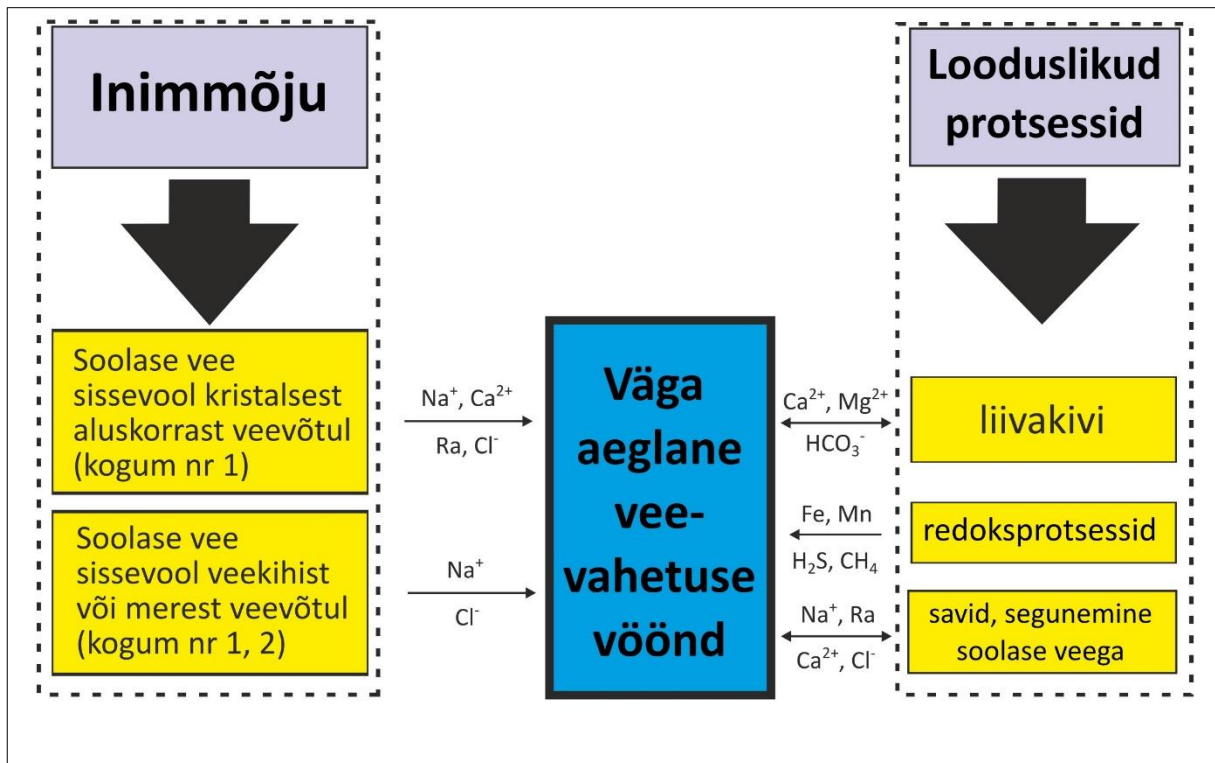 Inimmõju
Soolase vee
sissevool kristalsest
aluskorrast veevõtul
(kogum nr 1)
Soolase vee
sissevool veekihist
või merest veevõtul
(kogum nr 1, 2)
Na⁺, Ca²⁺
Ra, Cl⁻
Na⁺
Cl⁻
Väga
aeglane
vee-
vahetuse
vöönd
Ca²⁺, Mg²⁺
HCO₃⁻
Fe, Mn
H₂S, CH₄
Na⁺, Ra
Ca²⁺, Cl⁻
Looduslikud
protsessid
liivakivi
redoksprotsessid
savid, segunemine
soolase veega